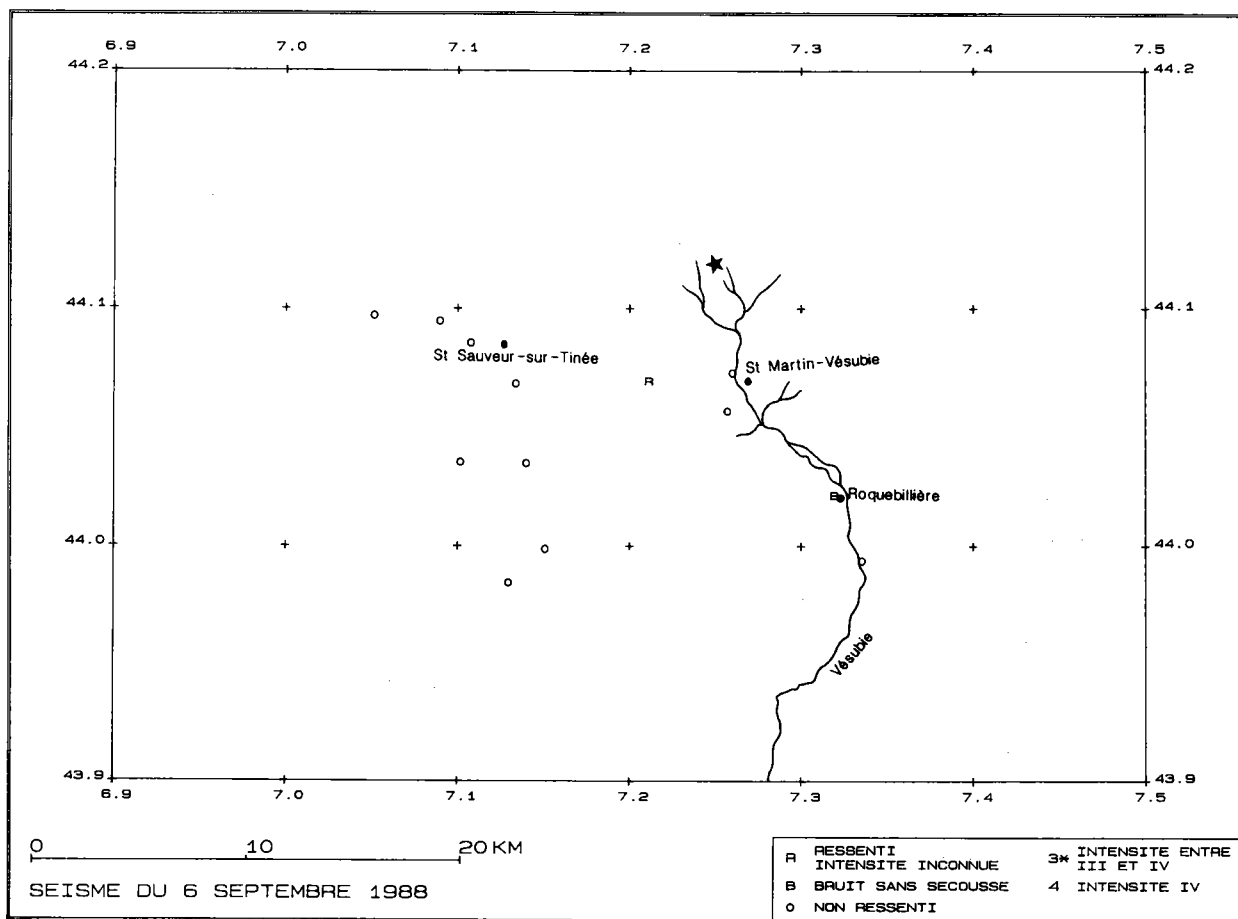 6.9 7.0 7.1 7.2 7.3 7.4 7.5
44.2 44.2
44.1 44.1
St Sauveur-sur-Tinée
R
St Martin-Vésubie
B Roquebillière
44.0 44.0
Vésubie
43.9 43.9
6.9 7.0 7.1 7.2 7.3 7.4 7.5
0 10 20 KM
SEISME DU 6 SEPTEMBRE 1988
R RESSENTI
INTENSITE INCONNUE
B BRUIT SANS SECOUSSE
o NON RESSENTI
3* INTENSITE ENTRE
III ET IV
4 INTENSITE IV